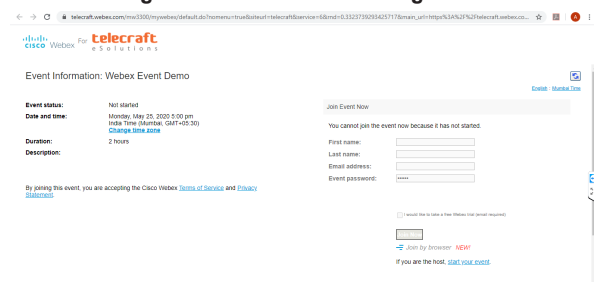 telecraft.webex.com/mw3300/mywebex/default.do?nomenu=true&siteurl=telecraft&service=6&rnd=0.3323739293425717&main_url=https%3A%2F%2Ftelecraft.webex.co...
cisco Webex For telecraft
e Solutions
Event Information: Webex Event Demo
English : Mumbai Time
Event status: Not started
Date and time: Monday, May 25, 2020 5:00 pm
India Time (Mumbai, GMT+05:30)
Change time zone
Duration: 2 hours
Description:
By joining this event, you are accepting the Cisco Webex Terms of Service and Privacy
Statement.
Join Event Now
You cannot join the event now because it has not started.
First name:
Last name:
Email address:
Event password:
I would like to take a free Webex trial (email required)
Join Now
Join by browser NEW!
If you are the host, start your event.